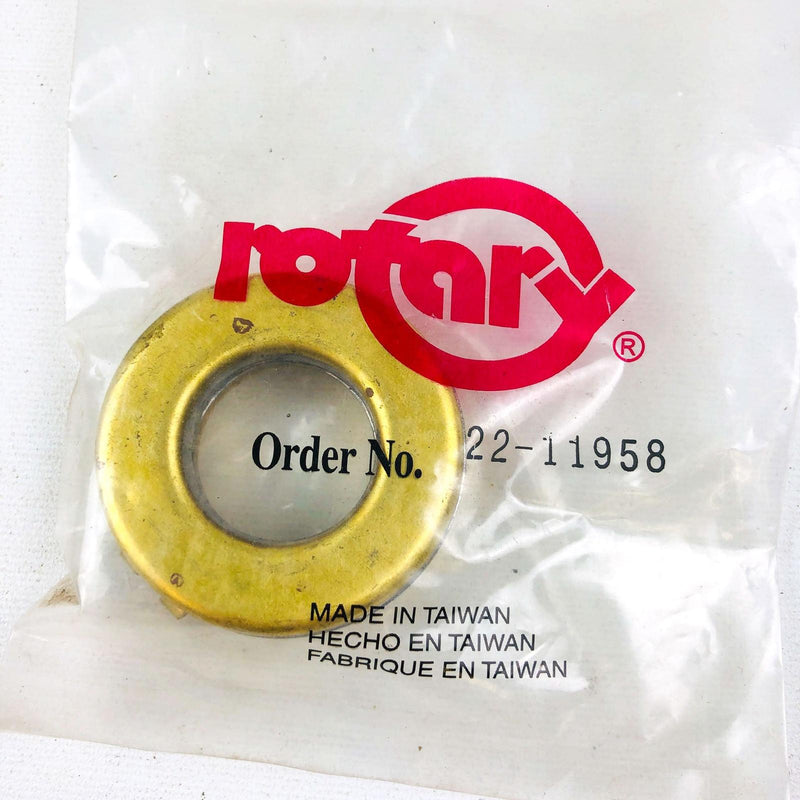 rotary®
Order No. 22-11958
MADE IN TAIWAN
HECHO EN TAIWAN
FABRIQUE EN TAIWAN